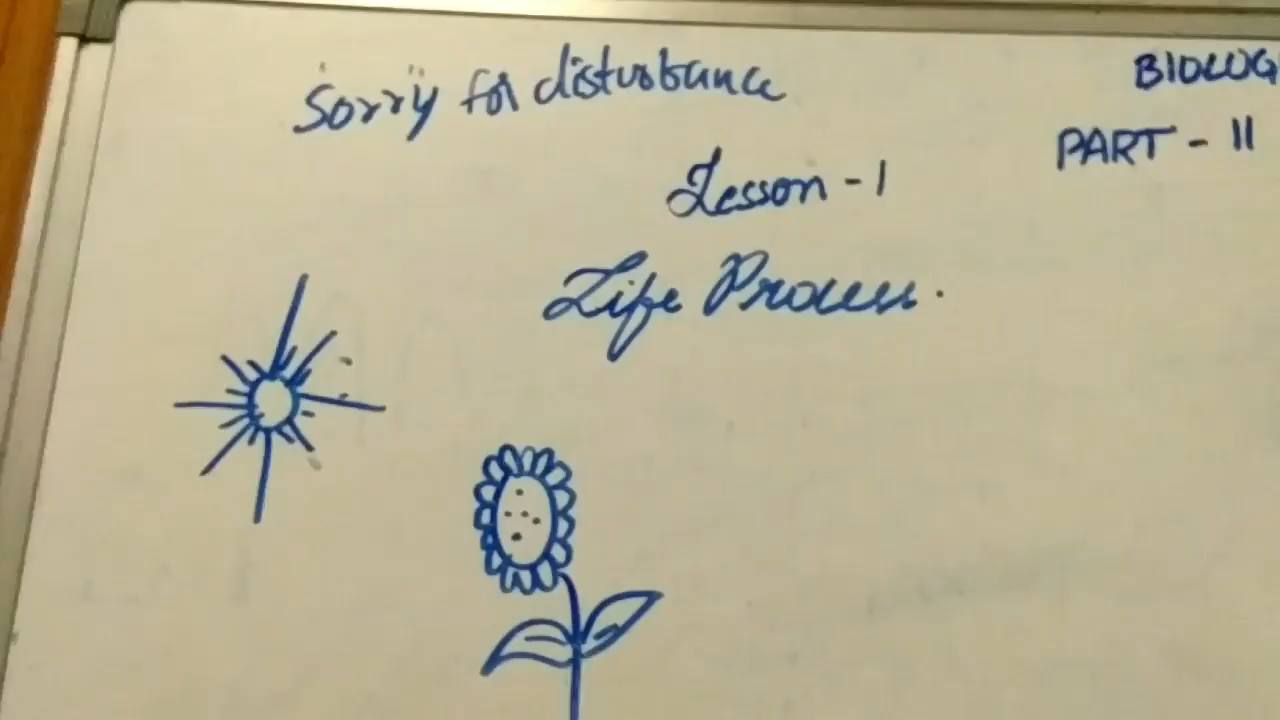 Sorry for disturbance
BIOLOG
PART - II
Lesson - 1
Life Process.